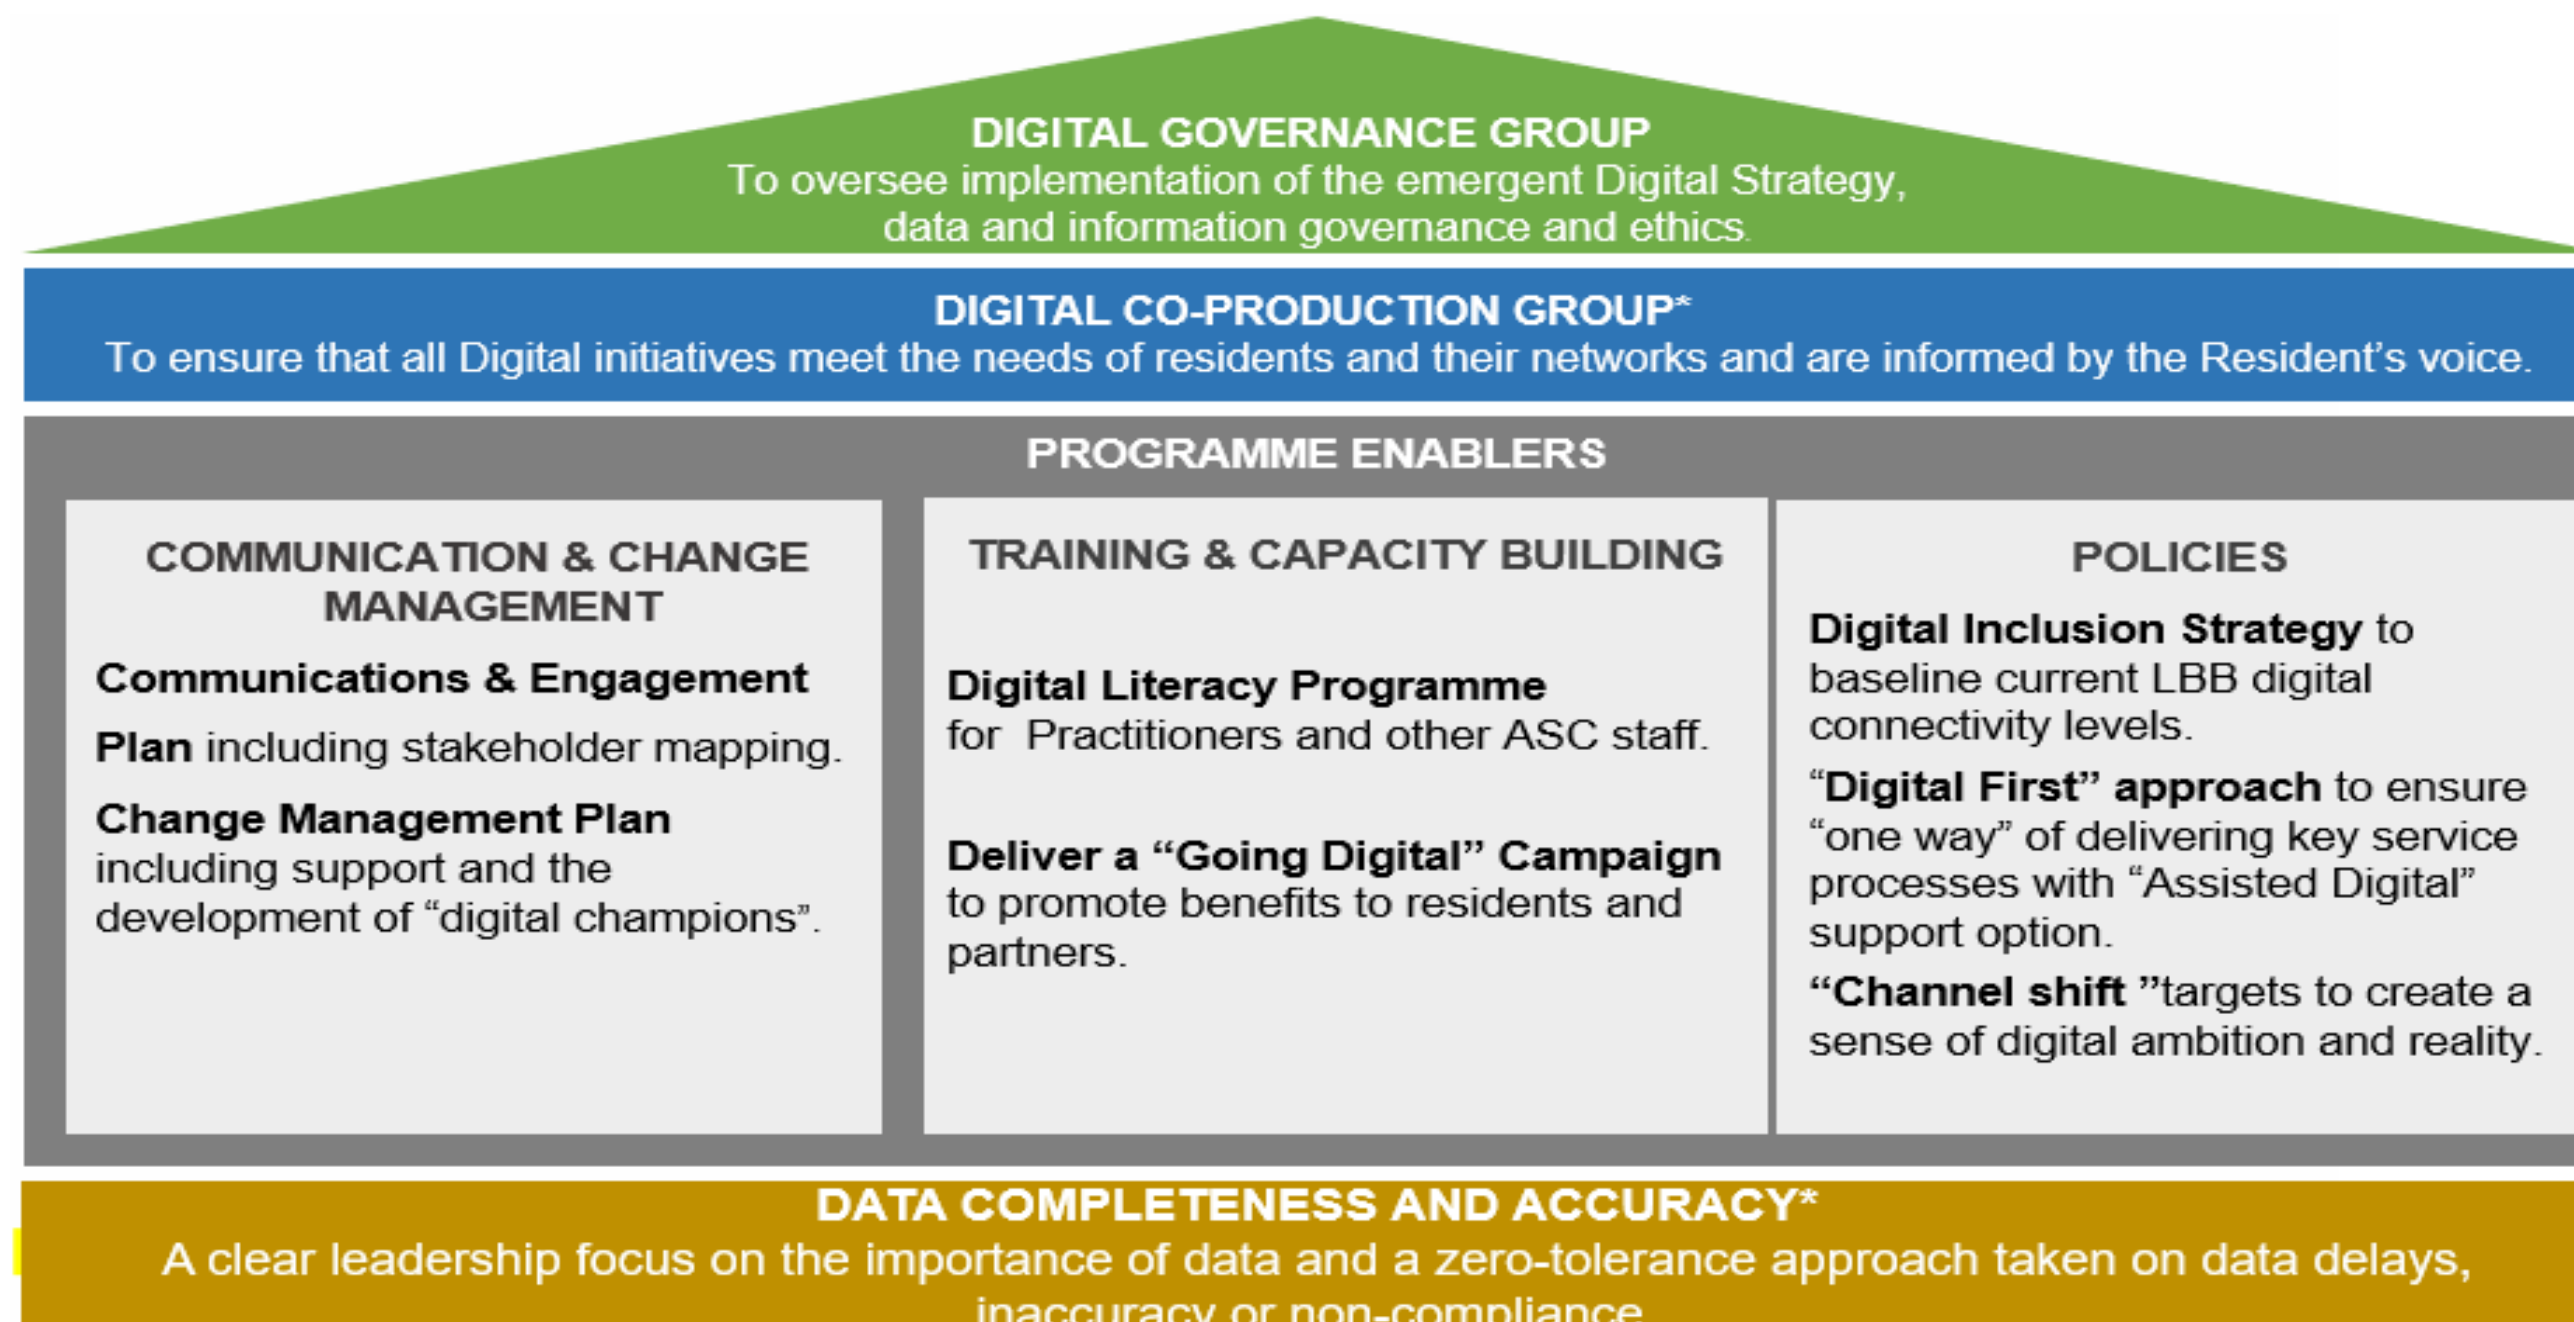 DIGITAL GOVERNANCE GROUP
To oversee implementation of the emergent Digital Strategy,
data and information governance and ethics.
DIGITAL CO-PRODUCTION GROUP*
To ensure that all Digital initiatives meet the needs of residents and their networks and are informed by the Resident’s voice.
PROGRAMME ENABLERS
COMMUNICATION & CHANGE
MANAGEMENT
Communications & Engagement
Plan including stakeholder mapping.
Change Management Plan
including support and the
development of “digital champions”.
TRAINING & CAPACITY BUILDING
Digital Literacy Programme
for Practitioners and other ASC staff.
Deliver a “Going Digital” Campaign
to promote benefits to residents and
partners.
POLICIES
Digital Inclusion Strategy to
baseline current LBB digital
connectivity levels.
“Digital First” approach to ensure
“one way” of delivering key service
processes with “Assisted Digital”
support option.
“Channel shift ”targets to create a
sense of digital ambition and reality.
DATA COMPLETENESS AND ACCURACY*
A clear leadership focus on the importance of data and a zero-tolerance approach taken on data delays,
inaccuracy or non-compliance